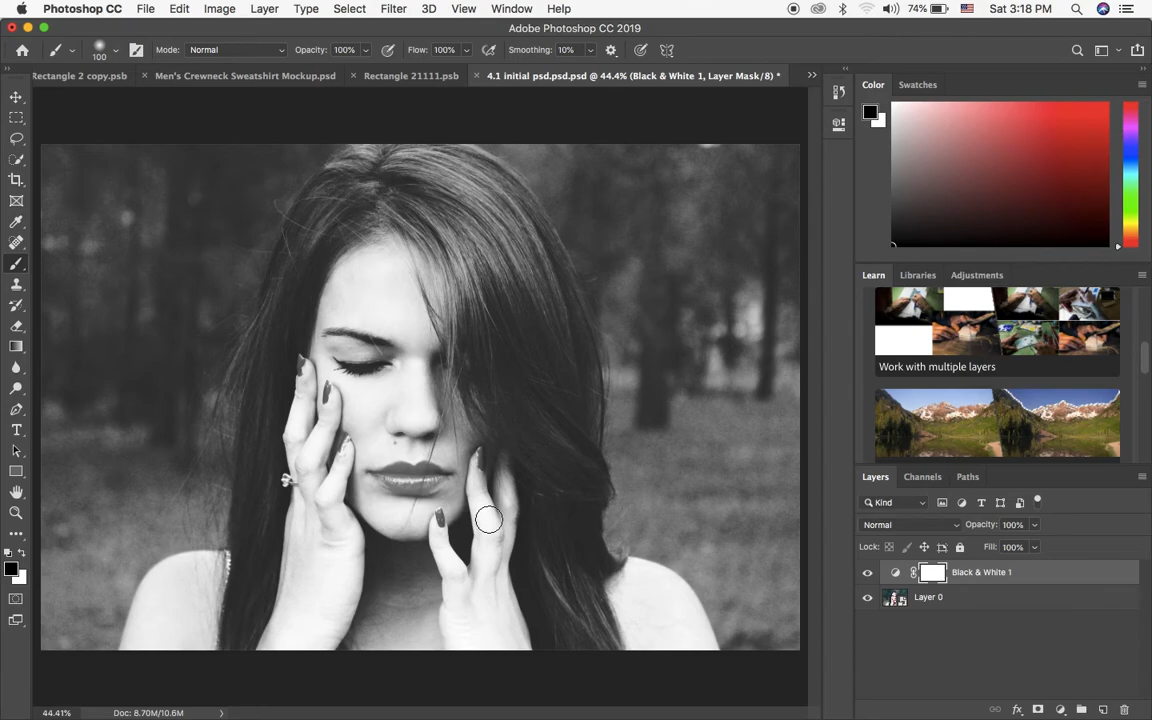 Photoshop CC File Edit Image Layer Type Select Filter 3D View Window Help 74% Sat 3:18 PM
Adobe Photoshop CC 2019
100 Mode: Normal Opacity: 100% Flow: 100% Smoothing: 10%
Rectangle 2 copy.psb Men's Crewneck Sweatshirt Mockup.psd Rectangle 21111.psb 4.1 initial psd.psd.psd @ 44.4% (Black & White 1, Layer Mask/8) *
Color Swatches
Learn Libraries Adjustments
Work with multiple layers
Layers Channels Paths
Kind
Normal Opacity: 100%
Lock: Fill: 100%
Black & White 1
Layer 0
44.41% Doc: 8.70M/10.6M